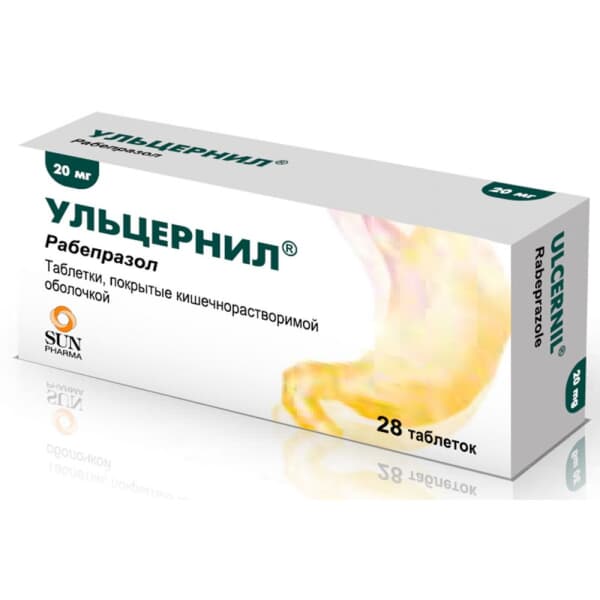 УЛЬЦЕРНИЛ®
Рабепразол
20 мг
20 мг
УЛЬЦЕРНИЛ®
Рабепразол
Таблетки, покрытые кишечнорастворимой
оболочкой
SUN
PHARMA
28 таблеток
ULCERNIL®
Rabeprazole
20 mg